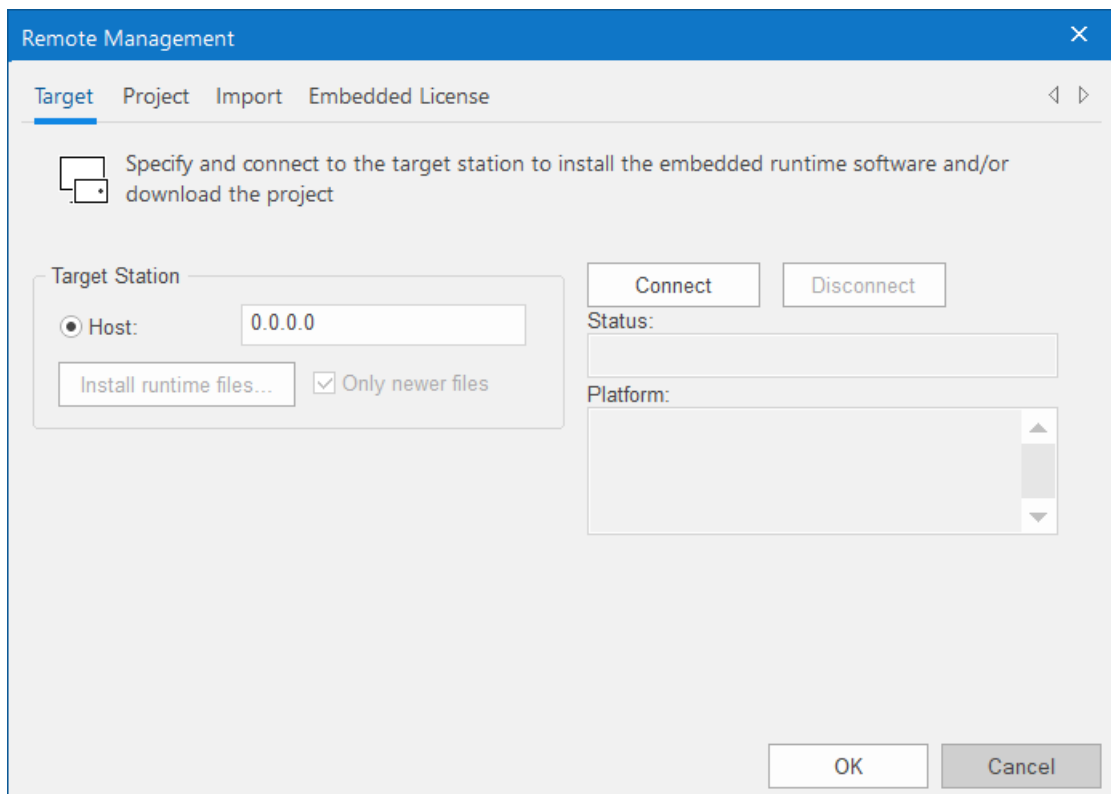 Remote Management
Target Project Import Embedded License
Specify and connect to the target station to install the embedded runtime software and/or
download the project
Target Station
Host: 0.0.0.0
Install runtime files... Only newer files
Connect Disconnect
Status:
Platform:
OK Cancel